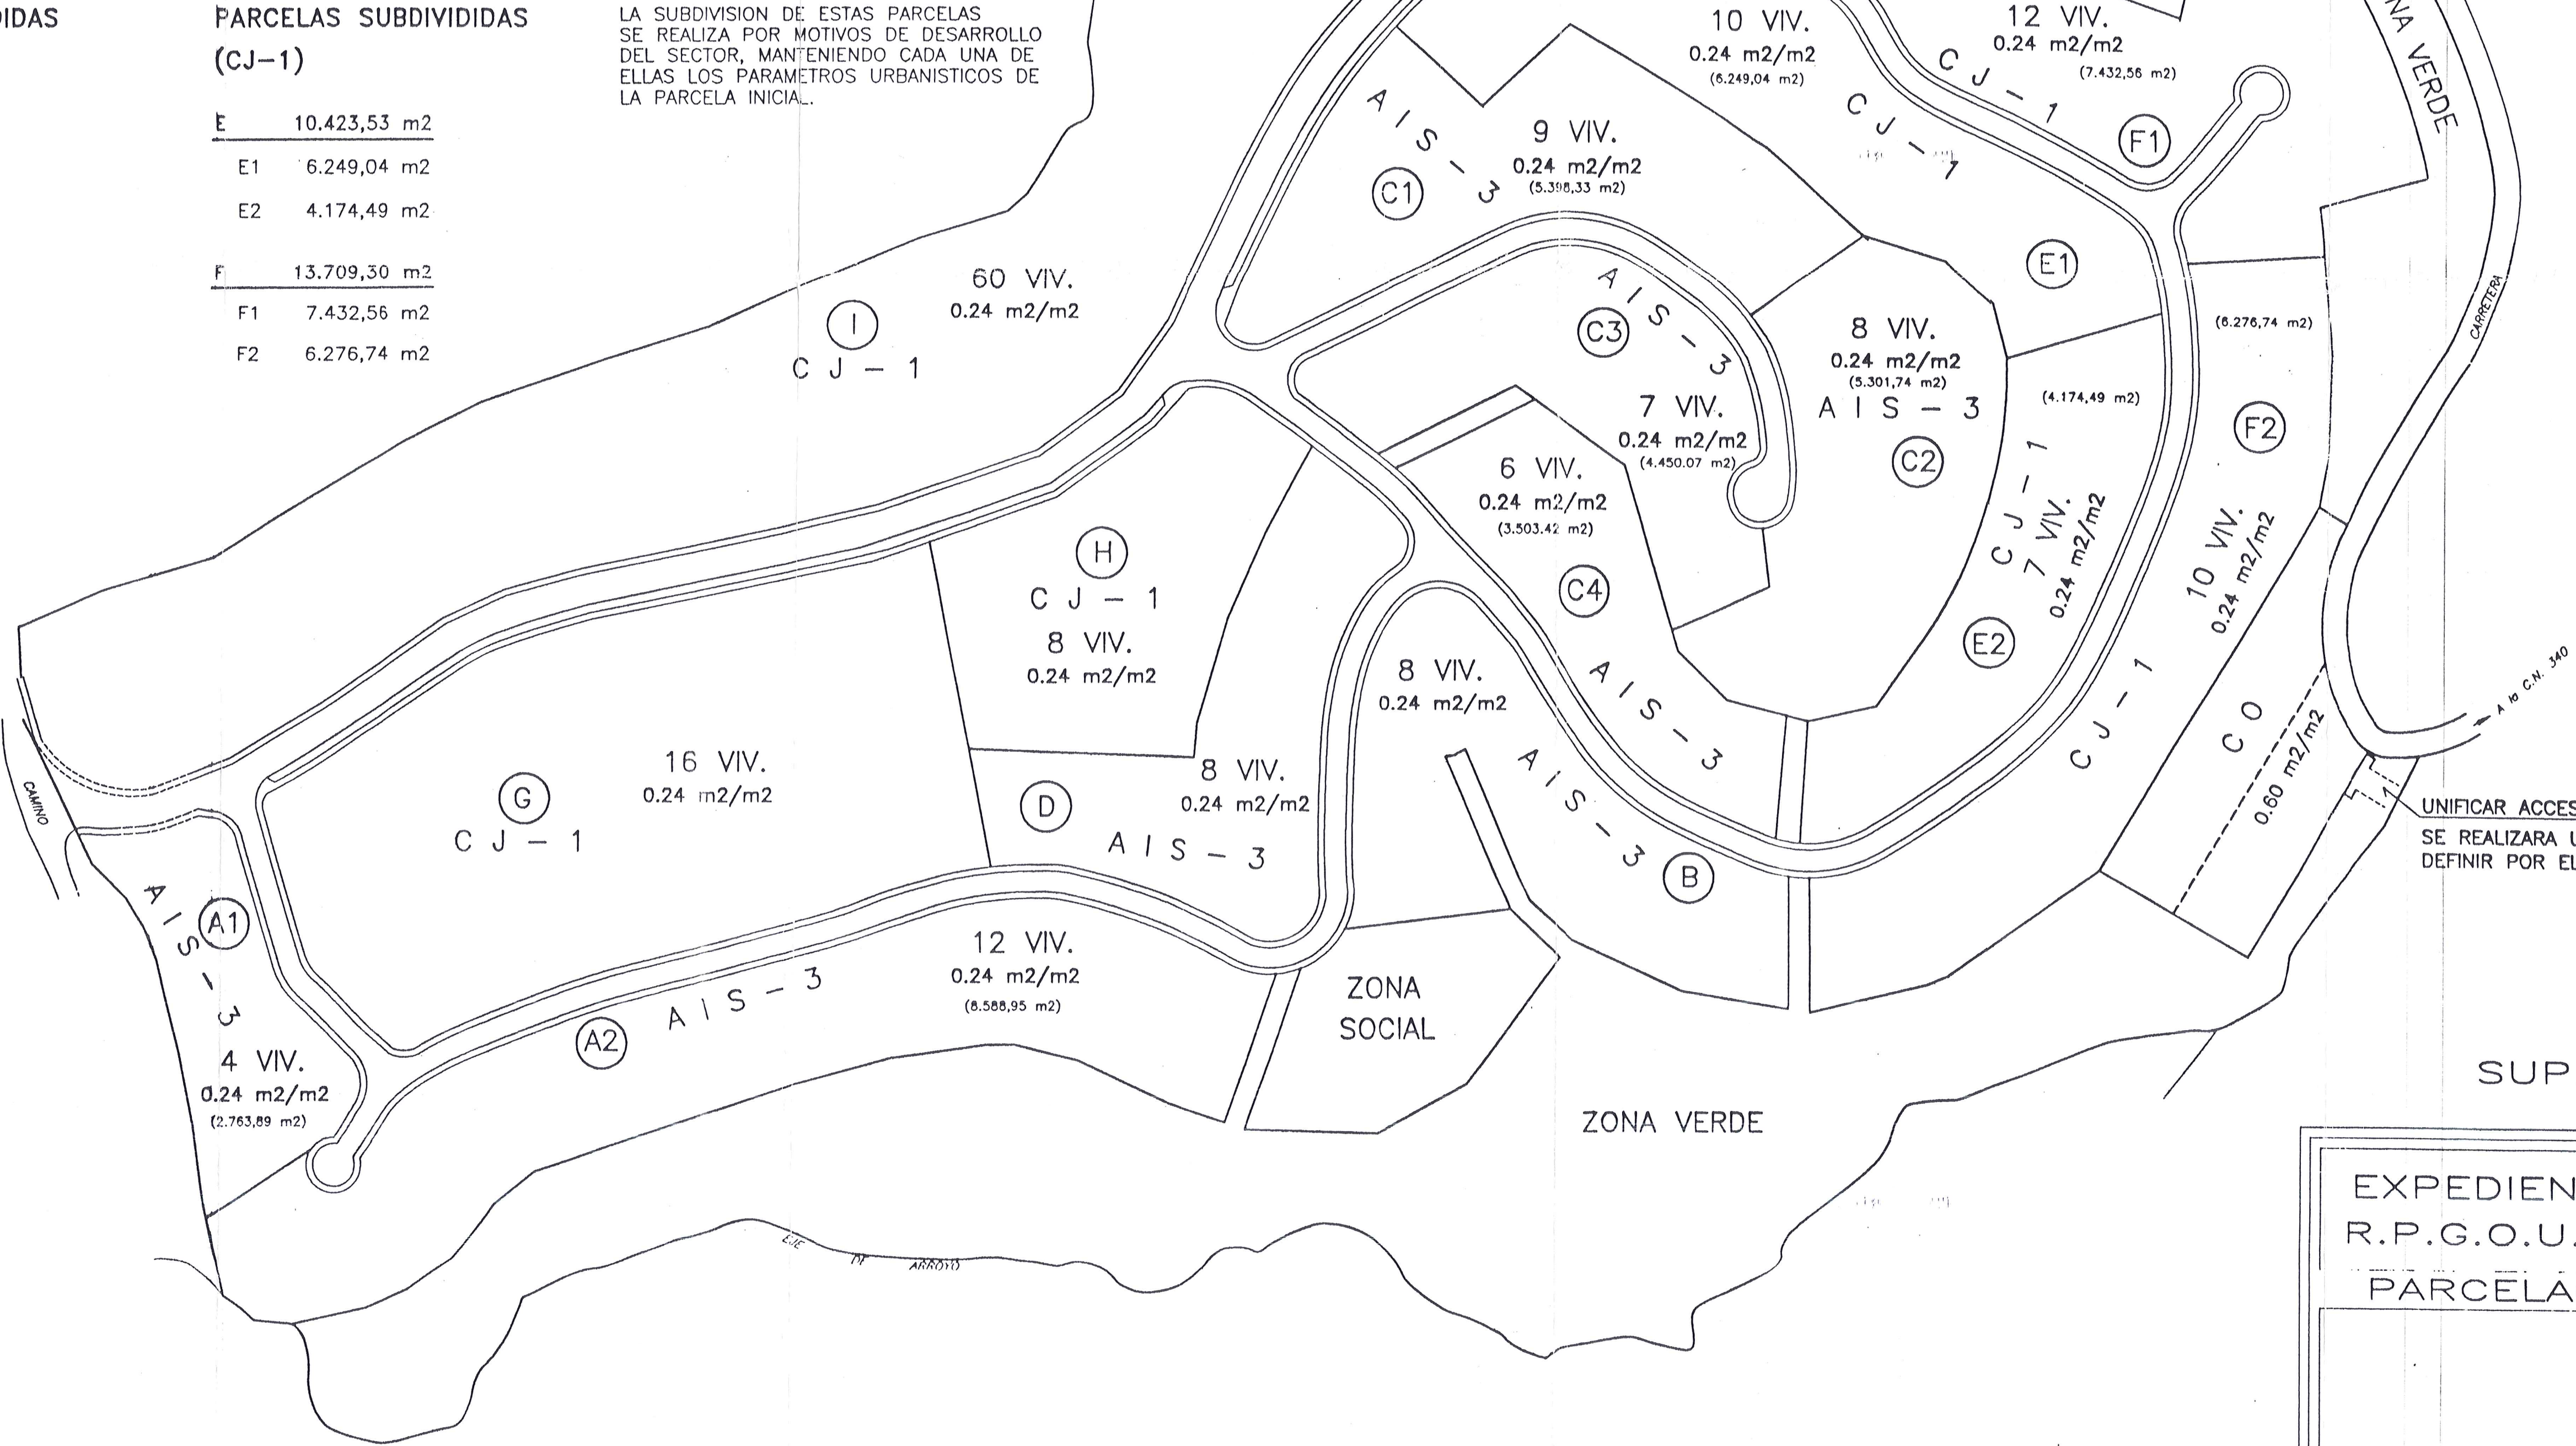 DIDAS
PARCELAS SUBDIVIDIDAS
(CJ-1)
E 10.423,53 m2
E1 6.249,04 m2
E2 4.174,49 m2
F 13.709,30 m2
F1 7.432,56 m2
F2 6.276,74 m2
LA SUBDIVISION DE ESTAS PARCELAS
SE REALIZA POR MOTIVOS DE DESARROLLO
DEL SECTOR, MANTENIENDO CADA UNA DE
ELLAS LOS PARAMETROS URBANISTICOS DE
LA PARCELA INICIAL.
10 VIV.
0.24 m2/m2
(6.249,04 m2)
CJ-1
E1
12 VIV.
0.24 m2/m2
(7.432,56 m2)
CJ-1
F1
NA VERDE
CARRETERA
AIS-3
C1
9 VIV.
0.24 m2/m2
(5.398,33 m2)
60 VIV.
0.24 m2/m2
I
CJ-1
AIS-3
C3
7 VIV.
0.24 m2/m2
(4.450.07 m2)
8 VIV.
0.24 m2/m2
(5.301,74 m2)
AIS-3
C2
(4.174,49 m2)
CJ-1
7 VIV.
0.24 m2/m2
E2
(6.276,74 m2)
F2
10 VIV.
0.24 m2/m2
CJ-1
6 VIV.
0.24 m2/m2
(3.503.42 m2)
C4
AIS-3
H
CJ-1
8 VIV.
0.24 m2/m2
8 VIV.
0.24 m2/m2
AIS-3
B
CO
0.60 m2/m2
A la C.N. 340
UNIFICAR ACCES
SE REALIZARA U
DEFINIR POR EL
16 VIV.
0.24 m2/m2
G
CJ-1
8 VIV.
0.24 m2/m2
D
AIS-3
CAMINO
AIS-3
A1
4 VIV.
0.24 m2/m2
(2.763,89 m2)
12 VIV.
0.24 m2/m2
(8.588,95 m2)
AIS-3
A2
ZONA
SOCIAL
ZONA VERDE
EJE DE ARROYO
SUP
EXPEDIEN
R.P.G.O.U.
PARCELA